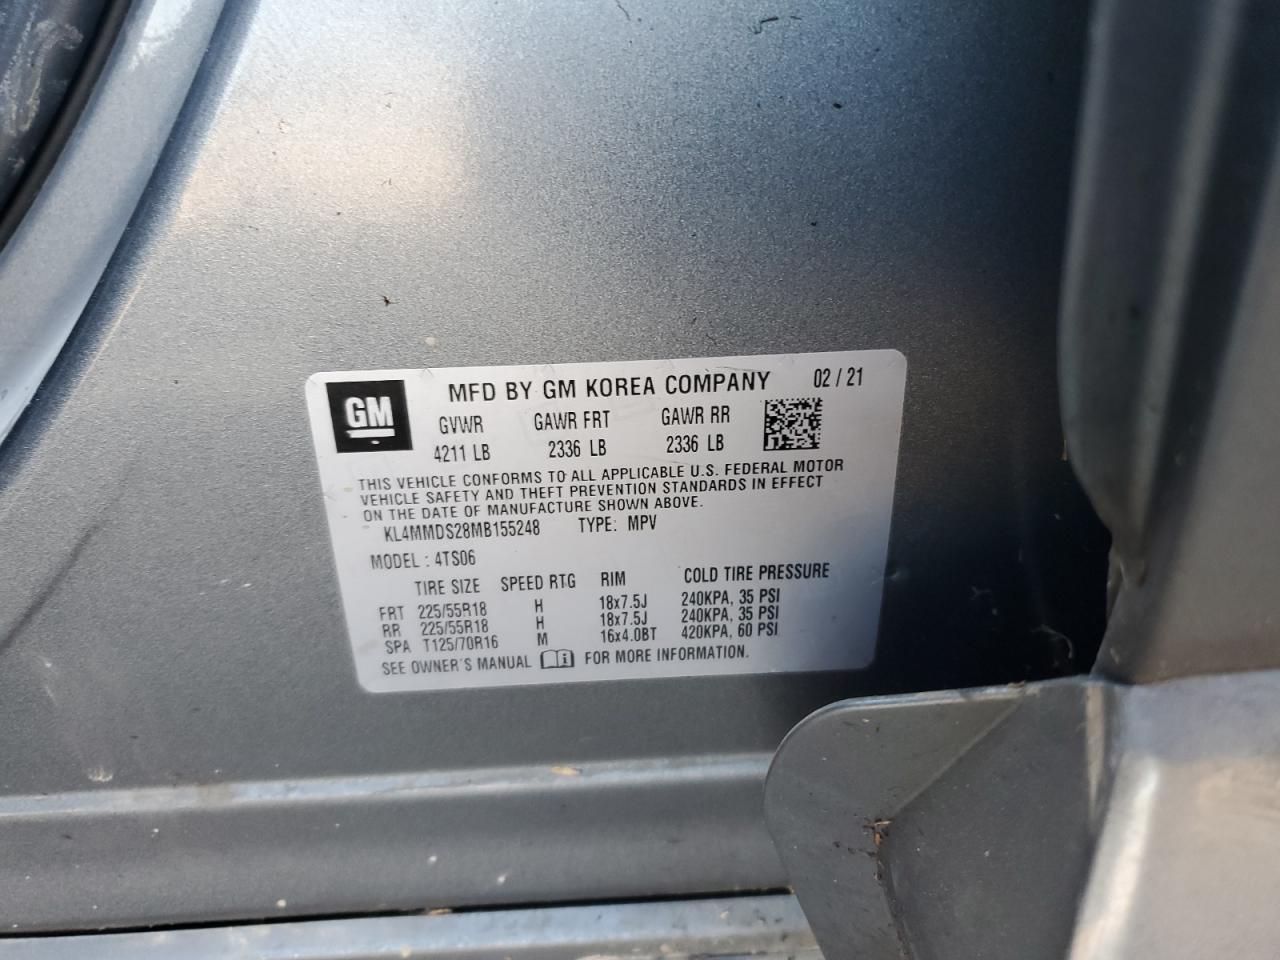 GM
MFD BY GM KOREA COMPANY 02 / 21
GVWR GAWR FRT GAWR RR
4211 LB 2336 LB 2336 LB
THIS VEHICLE CONFORMS TO ALL APPLICABLE U.S. FEDERAL MOTOR
VEHICLE SAFETY AND THEFT PREVENTION STANDARDS IN EFFECT
ON THE DATE OF MANUFACTURE SHOWN ABOVE.
KL4MMDS28MB155248 TYPE: MPV
MODEL : 4TS06
TIRE SIZE SPEED RTG RIM COLD TIRE PRESSURE
FRT 225/55R18 H 18x7.5J 240KPA, 35 PSI
RR 225/55R18 H 18x7.5J 240KPA, 35 PSI
SPA T125/70R16 M 16x4.0BT 420KPA, 60 PSI
SEE OWNER'S MANUAL FOR MORE INFORMATION.